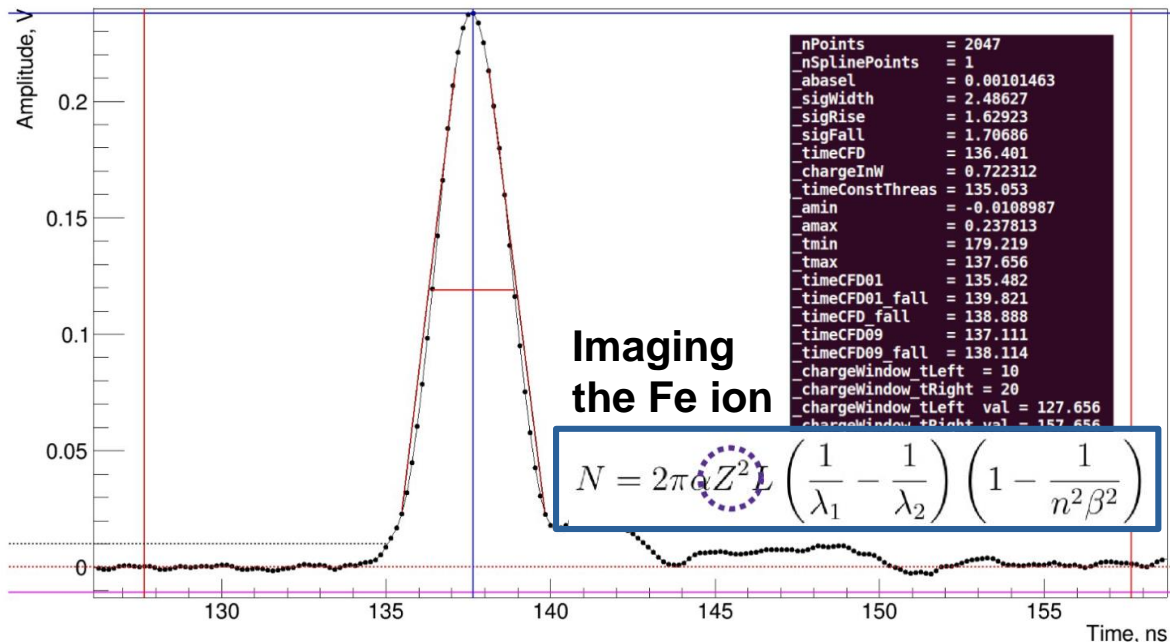 Amplitude, V
0.2
0.15
0.1
0.05
0
_nPoints = 2047
_nSplinePoints = 1
_abasel = 0.00101463
_sigWidth = 2.48627
_sigRise = 1.62923
_sigFall = 1.70686
_timeCFD = 136.401
_chargeInW = 0.722312
_timeConstThreas = 135.053
_amin = -0.0108987
_amax = 0.237813
_tmin = 179.219
_tmax = 137.656
_timeCFD01 = 135.482
_timeCFD01_fall = 139.821
_timeCFD_fall = 138.888
_timeCFD09 = 137.111
_timeCFD09_fall = 138.114
_chargeWindow_tLeft = 10
_chargeWindow_tRight = 20
_chargeWindow_tLeft val = 127.656
_chargeWindow_tRight val = 157.656
Imaging
the Fe ion
N = 2παZ²L (1/λ₁ − 1/λ₂) (1 − 1/n²β²)
130 135 140 145 150 155
Time, ns